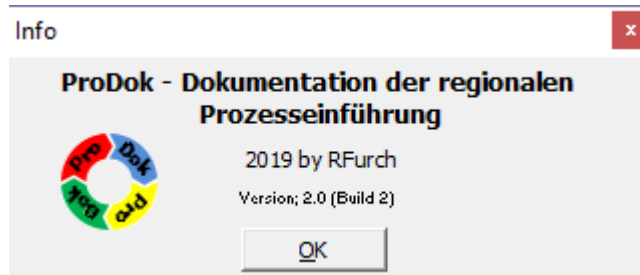 Info
x
ProDok - Dokumentation der regionalen
Prozesseinführung
Pro Dok
Pro Dok
2019 by RFurch
Version; 2.0 (Build 2)
OK